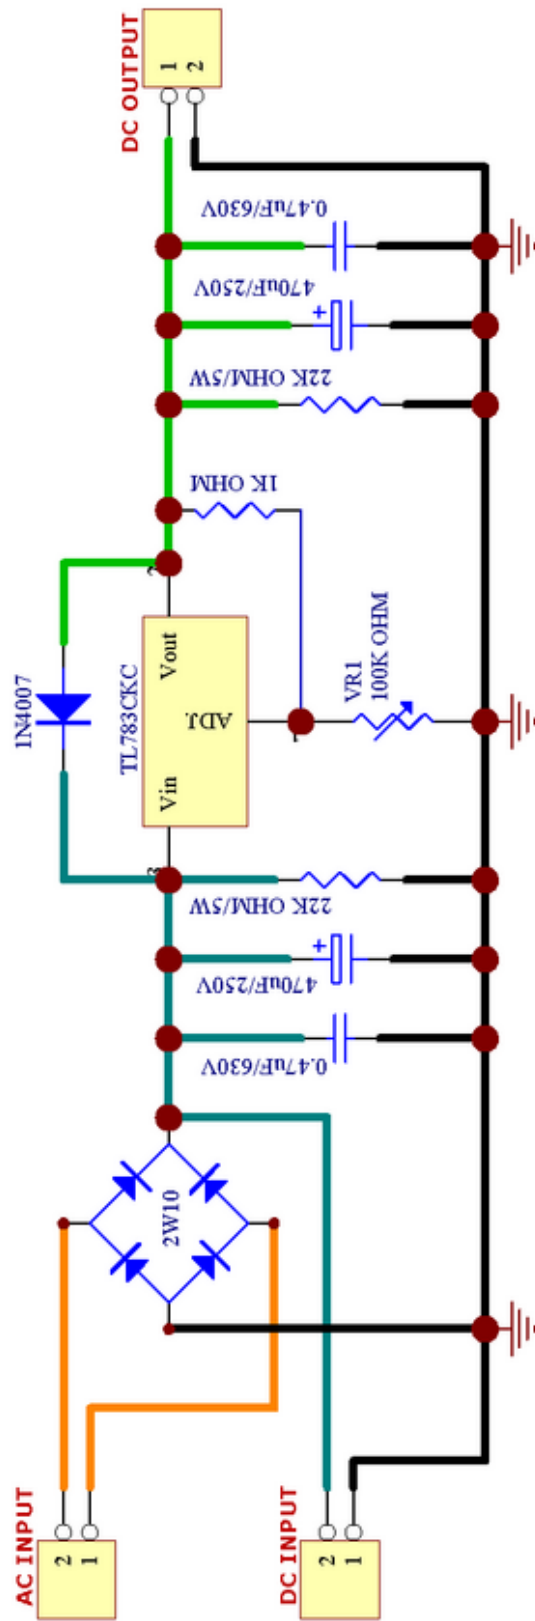 DC OUTPUT
1
2
0.47uF/630V
470uF/250V
22K OHM/5W
1K OHM
2
1N4007
TL783CKC
Vout
ADJ.
Vin
1
VR1
100K OHM
3
22K OHM/5W
470uF/250V
0.47uF/630V
+
+
2W10
AC INPUT
2
1
DC INPUT
2
1